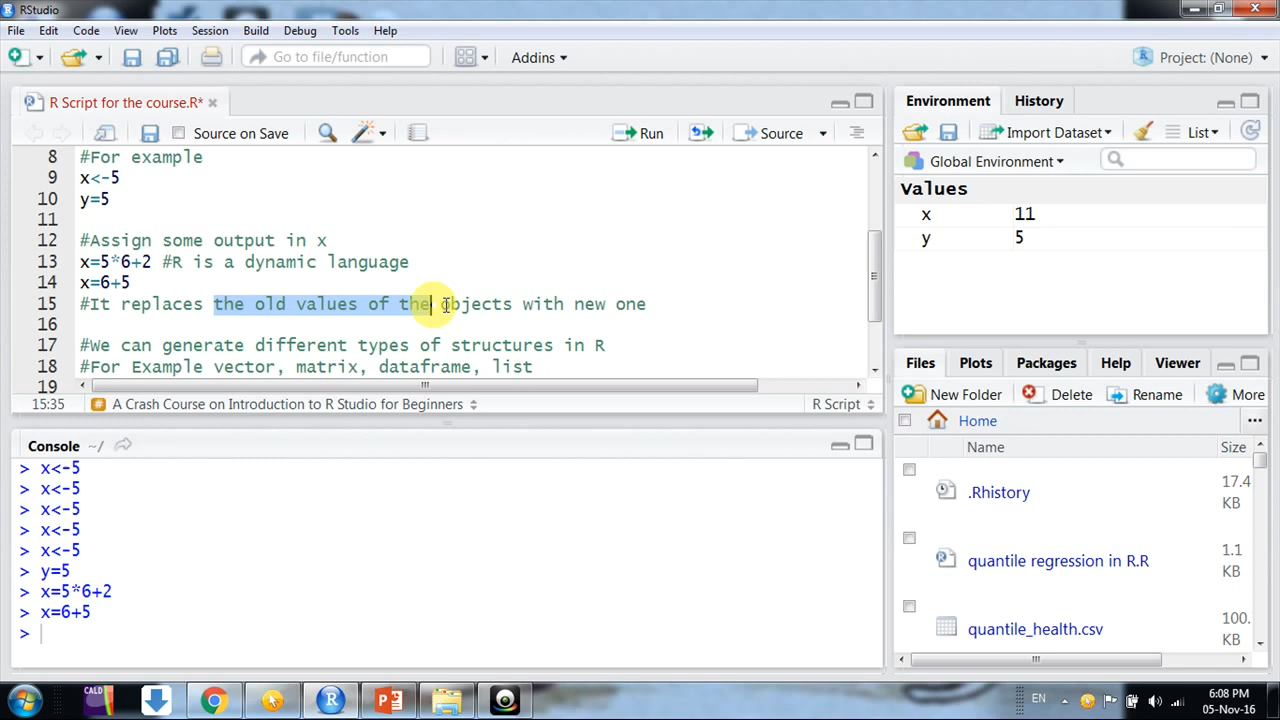 RStudio
File Edit Code View Plots Session Build Debug Tools Help
Go to file/function
Addins
Project: (None)
R Script for the course.R*
Source on Save
Run
Source
8 #For example
9 x<-5
10 y=5
11
12 #Assign some output in x
13 x=5*6+2 #R is a dynamic language
14 x=6+5
15 #It replaces the old values of the objects with new one
16
17 #We can generate different types of structures in R
18 #For Example vector, matrix, dataframe, list
19
15:35 # A Crash Course on Introduction to R Studio for Beginners R Script
Console ~/
> x<-5
> x<-5
> x<-5
> x<-5
> x<-5
> y=5
> x=5*6+2
> x=6+5
>
Environment History
Import Dataset
List
Global Environment
Values
x 11
y 5
Files Plots Packages Help Viewer
New Folder Delete Rename More
Home
Name Size
.Rhistory 17.4 KB
quantile regression in R.R 1.1 KB
quantile_health.csv 100. KB
CALD
EN
6:08 PM
05-Nov-16